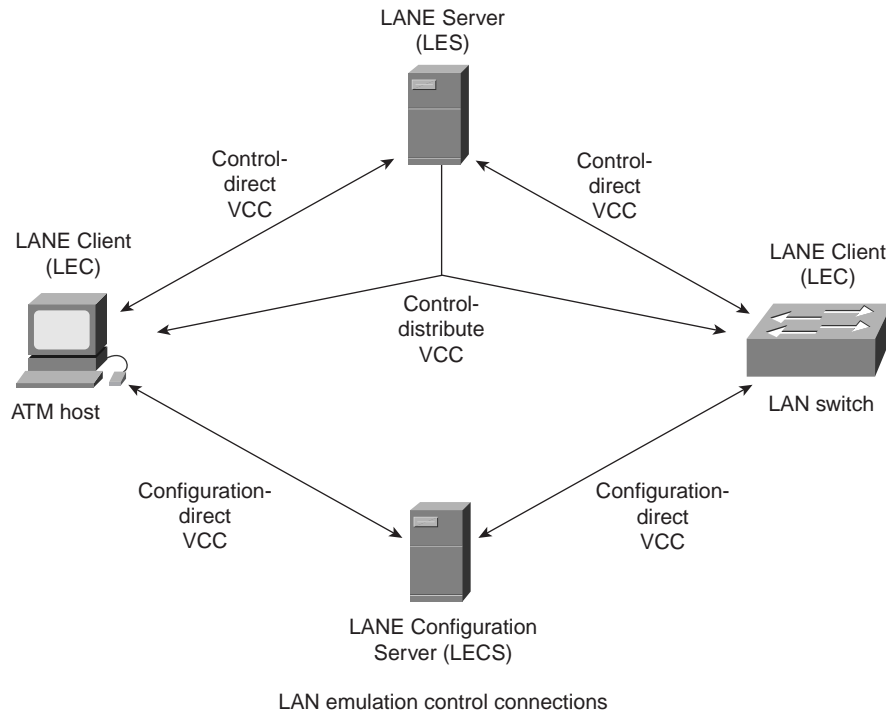 LANE Server
(LES)
Control-
direct
VCC
Control-
direct
VCC
LANE Client
(LEC)
LANE Client
(LEC)
Control-
distribute
VCC
ATM host
LAN switch
Configuration-
direct
VCC
Configuration-
direct
VCC
LANE Configuration
Server (LECS)
LAN emulation control connections